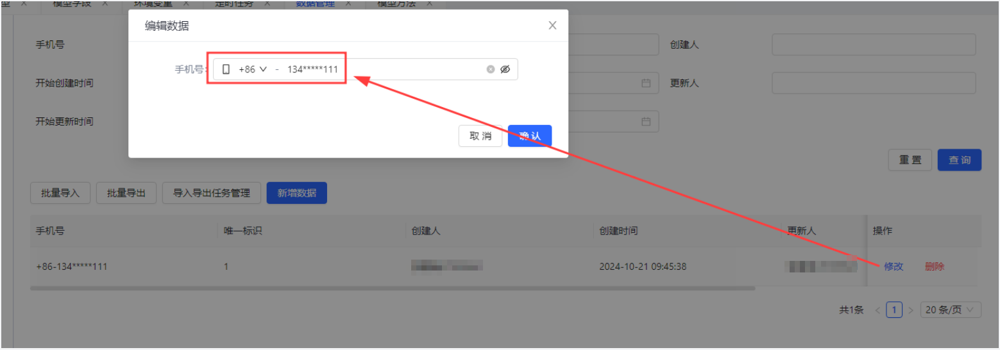 模型字段
环境变量
定时任务
数据管理
模型方法
编辑数据
手机号
创建人
手机号:
+86 - 134*****111
开始创建时间
更新人
开始更新时间
取 消
确 认
重 置
查 询
批量导入
批量导出
导入导出任务管理
新增数据
手机号 唯一标识 创建人 创建时间 更新人 操作
+86-134*****111 1 2024-10-21 09:45:38 修改 删除
共1条 < 1 > 20 条/页